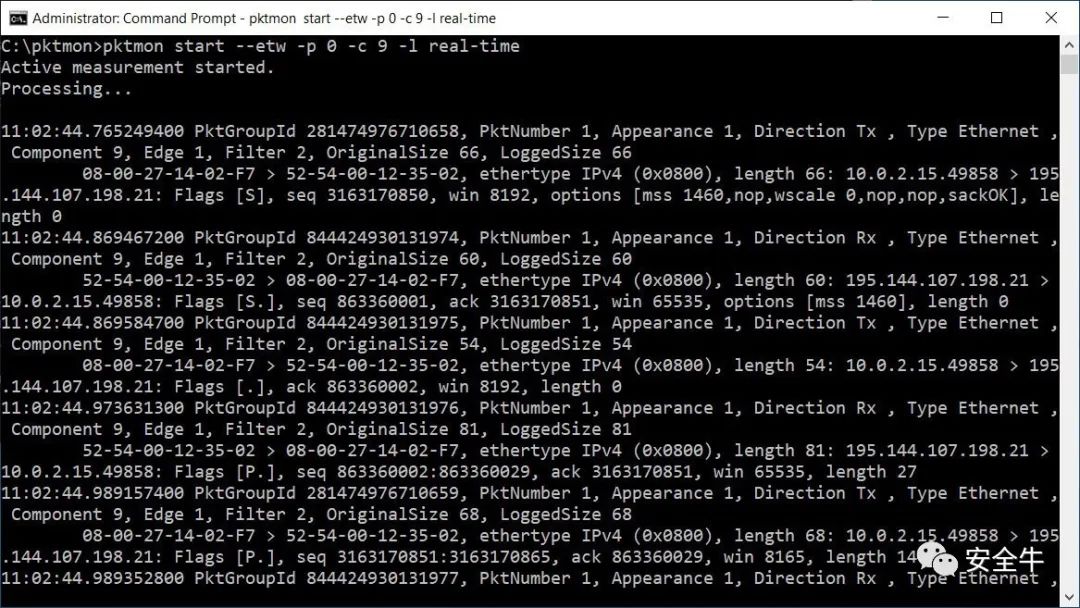 Administrator: Command Prompt - pktmon  start --etw -p 0 -c 9 -l real-time
C:\pktmon>pktmon start --etw -p 0 -c 9 -l real-time
Active measurement started.
Processing...
11:02:44.765249400 PktGroupId 281474976710658, PktNumber 1, Appearance 1, Direction Tx , Type Ethernet ,
 Component 9, Edge 1, Filter 2, OriginalSize 66, LoggedSize 66
        08-00-27-14-02-F7 > 52-54-00-12-35-02, ethertype IPv4 (0x0800), length 66: 10.0.2.15.49858 > 195
.144.107.198.21: Flags [S], seq 3163170850, win 8192, options [mss 1460,nop,wscale 0,nop,nop,sackOK], le
ngth 0
11:02:44.869467200 PktGroupId 844424930131974, PktNumber 1, Appearance 1, Direction Rx , Type Ethernet ,
 Component 9, Edge 1, Filter 2, OriginalSize 60, LoggedSize 60
        52-54-00-12-35-02 > 08-00-27-14-02-F7, ethertype IPv4 (0x0800), length 60: 195.144.107.198.21 >
10.0.2.15.49858: Flags [S.], seq 863360001, ack 3163170851, win 65535, options [mss 1460], length 0
11:02:44.869584700 PktGroupId 844424930131975, PktNumber 1, Appearance 1, Direction Tx , Type Ethernet ,
 Component 9, Edge 1, Filter 2, OriginalSize 54, LoggedSize 54
        08-00-27-14-02-F7 > 52-54-00-12-35-02, ethertype IPv4 (0x0800), length 54: 10.0.2.15.49858 > 195
.144.107.198.21: Flags [.], ack 863360002, win 8192, length 0
11:02:44.973631300 PktGroupId 844424930131976, PktNumber 1, Appearance 1, Direction Rx , Type Ethernet ,
 Component 9, Edge 1, Filter 2, OriginalSize 81, LoggedSize 81
        52-54-00-12-35-02 > 08-00-27-14-02-F7, ethertype IPv4 (0x0800), length 81: 195.144.107.198.21 >
10.0.2.15.49858: Flags [P.], seq 863360002:863360029, ack 3163170851, win 65535, length 27
11:02:44.989157400 PktGroupId 281474976710659, PktNumber 1, Appearance 1, Direction Tx , Type Ethernet ,
 Component 9, Edge 1, Filter 2, OriginalSize 68, LoggedSize 68
        08-00-27-14-02-F7 > 52-54-00-12-35-02, ethertype IPv4 (0x0800), length 68: 10.0.2.15.49858 > 195
.144.107.198.21: Flags [P.], seq 3163170851:3163170865, ack 863360029, win 8165, length 14
11:02:44.989352800 PktGroupId 844424930131977, PktNumber 1, Appearance 1, Direction Rx , Type Ethernet ,
安全牛